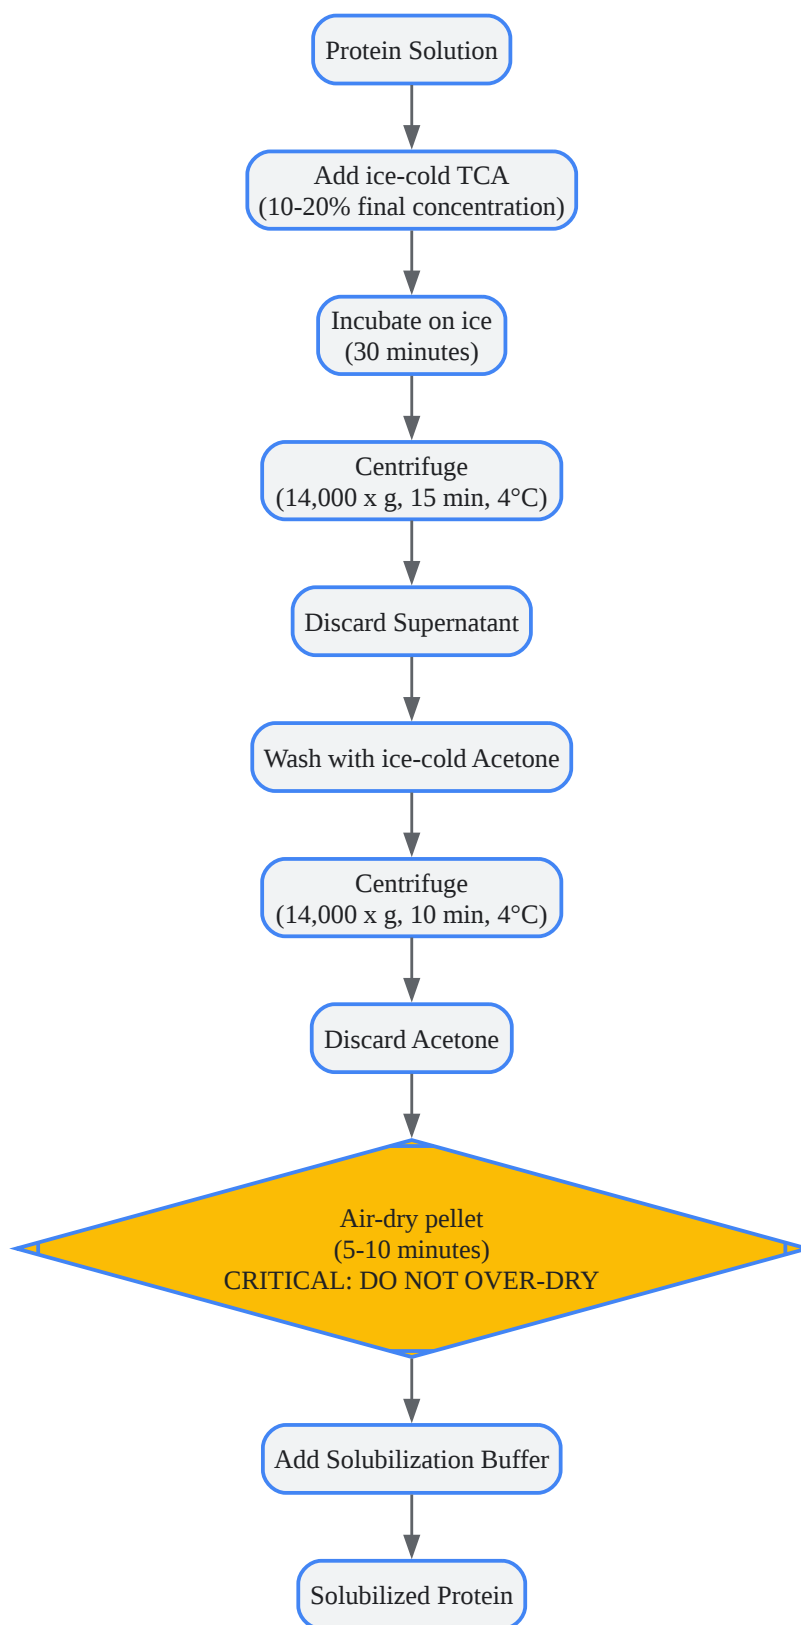 Protein Solution
Add ice-cold TCA
(10-20% final concentration)
Incubate on ice
(30 minutes)
Centrifuge
(14,000 x g, 15 min, 4°C)
Discard Supernatant
Wash with ice-cold Acetone
Centrifuge
(14,000 x g, 10 min, 4°C)
Discard Acetone
Air-dry pellet
(5-10 minutes)
CRITICAL: DO NOT OVER-DRY
Add Solubilization Buffer
Solubilized Protein